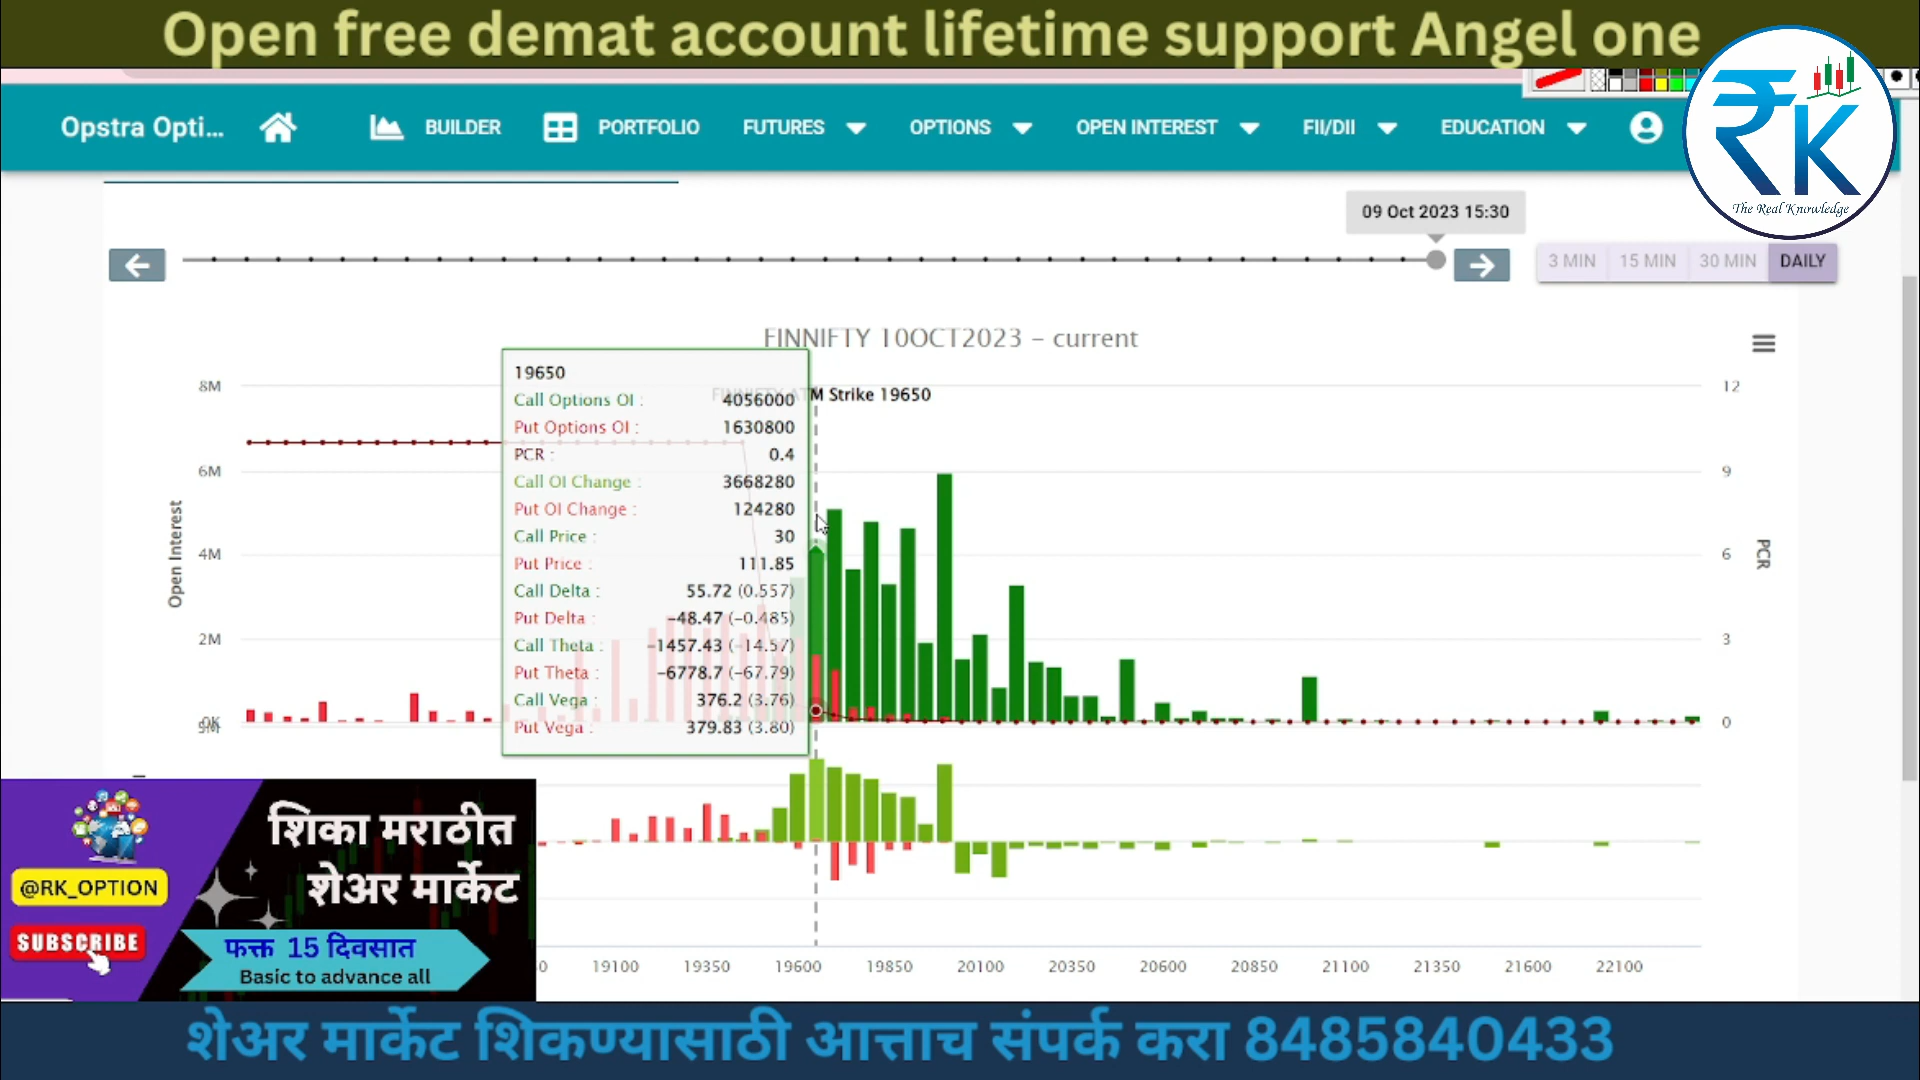 Open free demat account lifetime support Angel one
Opstra Opti...
BUILDER
PORTFOLIO
FUTURES
OPTIONS
OPEN INTEREST
FII/DII
EDUCATION
₹K
The Real Knowledge
09 Oct 2023 15:30
3 MIN
15 MIN
30 MIN
DAILY
FINNIFTY 10OCT2023 – current
FINNIFTY ATM Strike 19650
19650
Call Options OI : 4056000
Put Options OI : 1630800
PCR : 0.4
Call OI Change : 3668280
Put OI Change : 124280
Call Price : 30
Put Price : 111.85
Call Delta : 55.72 (0.557)
Put Delta : -48.47 (-0.485)
Call Theta : -1457.43 (-14.57)
Put Theta : -6778.7 (-67.79)
Call Vega : 376.2 (3.76)
Put Vega : 379.83 (3.80)
8M
6M
4M
2M
0K
9M
Open Interest
12
9
6
3
0
PCR
19100 19350 19600 19850 20100 20350 20600 20850 21100 21350 21600 22100
@RK_OPTION
SUBSCRIBE
शिका मराठीत
शेअर मार्केट
फक्त 15 दिवसात
Basic to advance all
शेअर मार्केट शिकण्यासाठी आत्ताच संपर्क करा 8485840433